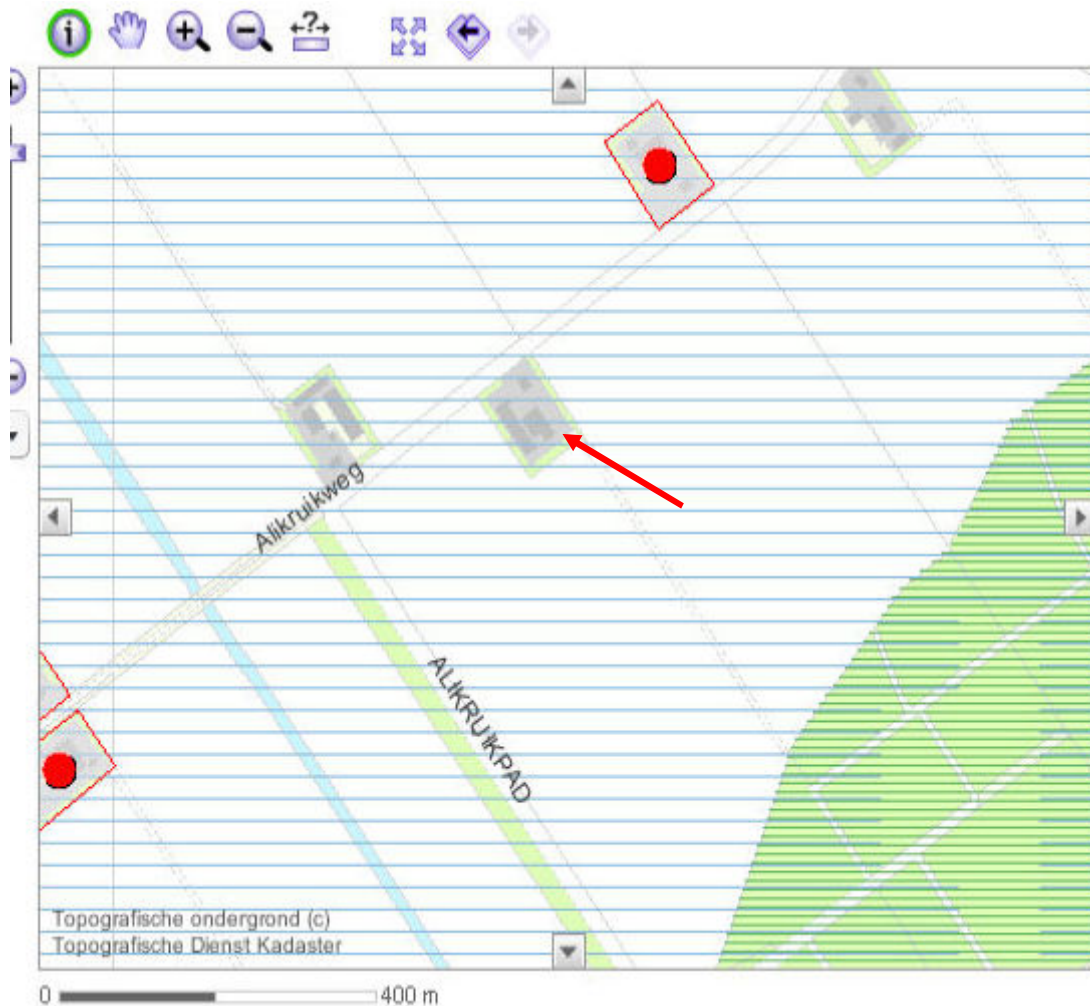 Alikruikweg
ALIKRUIKPAD
Topografische ondergrond (c)
Topografische Dienst Kadaster
0 400 m